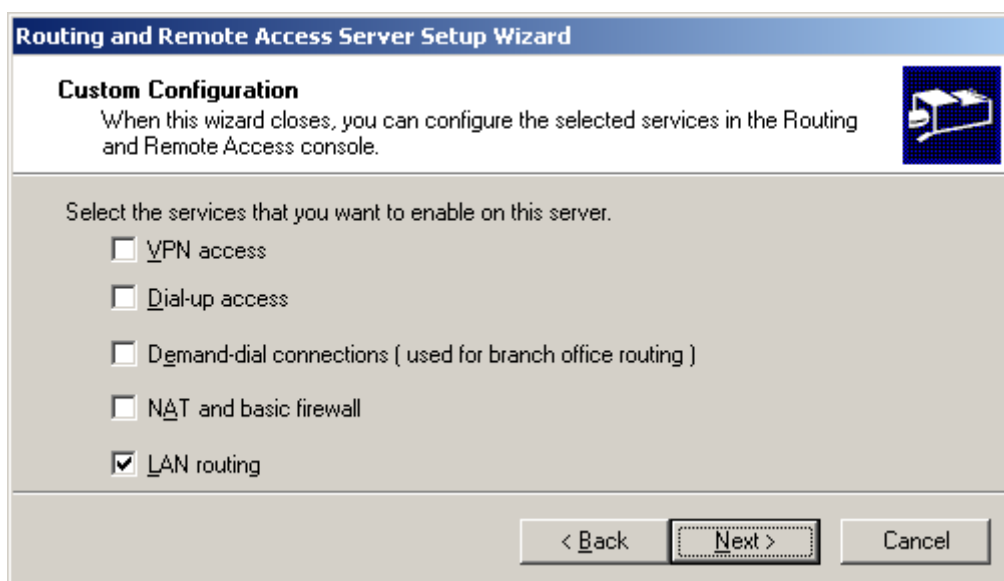 Routing and Remote Access Server Setup Wizard
Custom Configuration
When this wizard closes, you can configure the selected services in the Routing
and Remote Access console.
Select the services that you want to enable on this server.
VPN access
Dial-up access
Demand-dial connections ( used for branch office routing )
NAT and basic firewall
LAN routing
< Back Next > Cancel